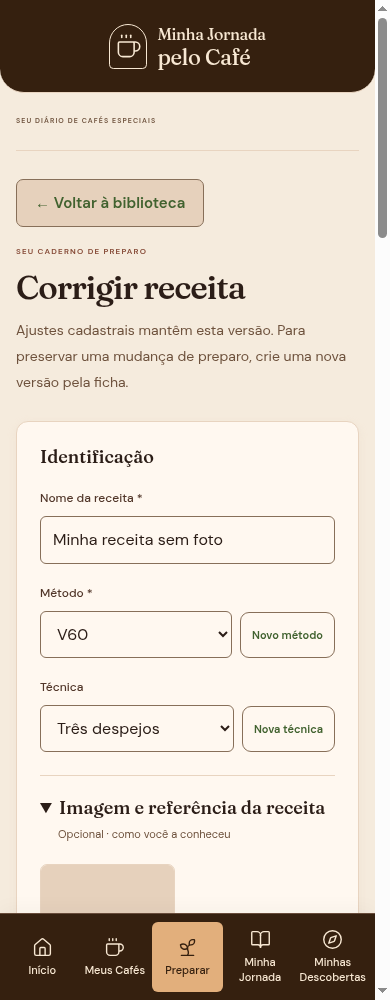 Minha Jornada
pelo Café
SEU DIÁRIO DE CAFÉS ESPECIAIS
← Voltar à biblioteca
SEU CADERNO DE PREPARO
Corrigir receita
Ajustes cadastrais mantêm esta versão. Para
preservar uma mudança de preparo, crie uma nova
versão pela ficha.
Identificação
Nome da receita *
Minha receita sem foto
Método *
V60
Novo método
Técnica
Três despejos
Nova técnica
▼ Imagem e referência da receita
Opcional · como você a conheceu
Início
Meus Cafés
Preparar
Minha
Jornada
Minhas
Descobertas